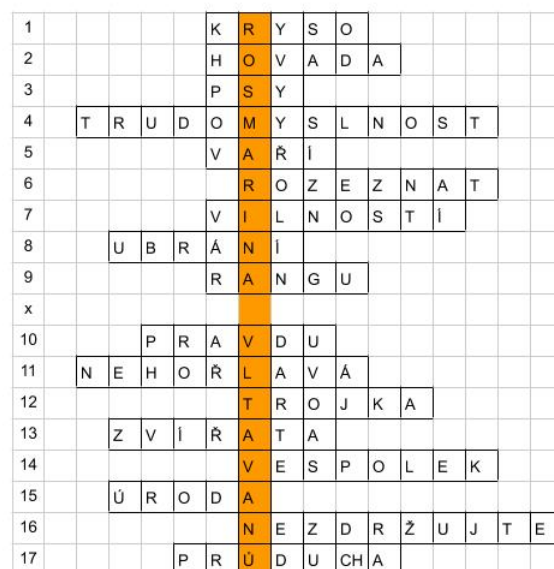 1 KRYSO
2 HOVADA
3 PSY
4 TRUDOMYSLNOST
5 VAŘÍ
6 ROZEZNAT
7 VILNOSTÍ
8 UBRÁNÍ
9 RANGU
x
10 PRAVDU
11 NEHOŘLAVÁ
12 TROJKA
13 ZVÍŘATA
14 VESPOLEK
15 ÚRODA
16 NEZDRŽUJTE
17 PRŮDUCHA